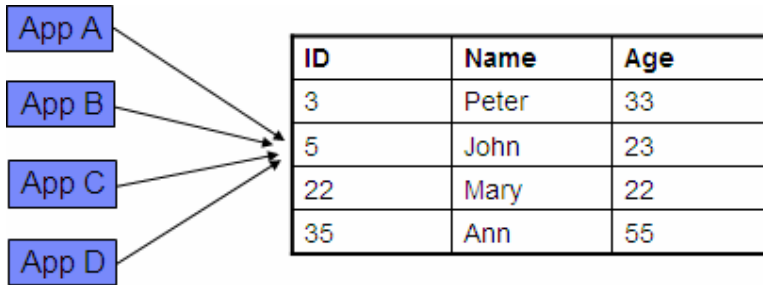 App A
App B
App C
App D
ID Name Age
3 Peter 33
5 John 23
22 Mary 22
35 Ann 55